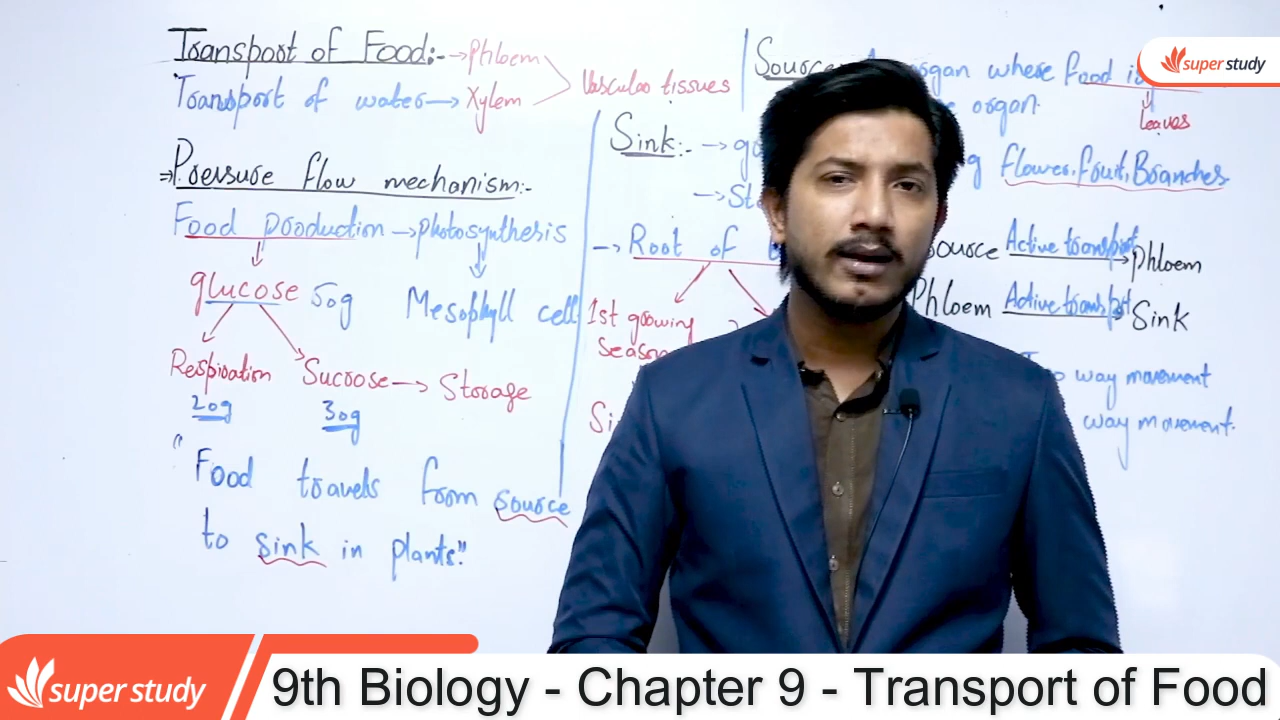 Transport of Food:- → Phloem
Transport of water → Xylem
Vascular tissues
⇒ Pressure flow mechanism:-
Food production → photosynthesis
glucose 50g
Mesophyll cell
Respiration
Sucrose → Storage
20g
30g
"Food travels from source
to sink in plants."
Source
organ where food is
organ.
leaves
Sink:- →
flower, fruit, Branches
→ Root of
1st growing
season
Source Active transport Phloem
Phloem Active transpt Sink
way movement
way movement.
super study
super study
9th Biology - Chapter 9 - Transport of Food